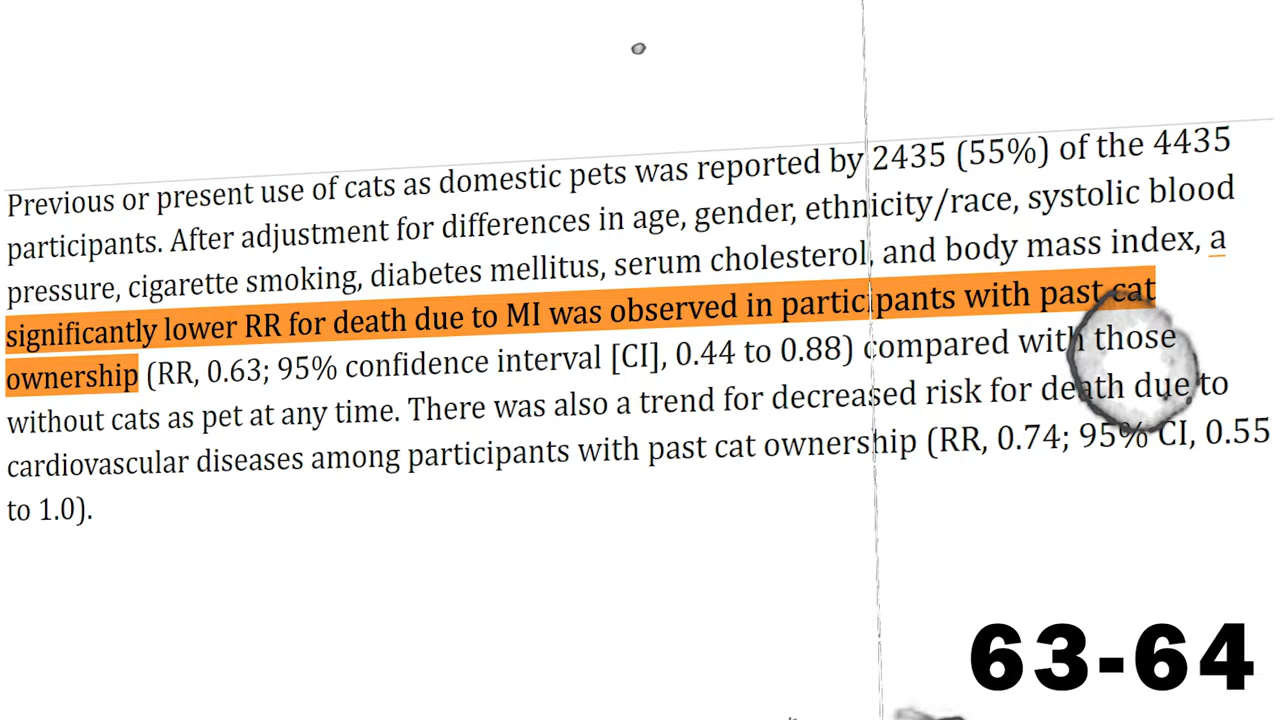 Previous or present use of cats as domestic pets was reported by 2435 (55%) of the 4435
participants. After adjustment for differences in age, gender, ethnicity/race, systolic blood
pressure, cigarette smoking, diabetes mellitus, serum cholesterol, and body mass index, a
significantly lower RR for death due to MI was observed in participants with past cat
ownership (RR, 0.63; 95% confidence interval [CI], 0.44 to 0.88) compared with those
without cats as pet at any time. There was also a trend for decreased risk for death due to
cardiovascular diseases among participants with past cat ownership (RR, 0.74; 95% CI, 0.55
to 1.0).
63-64